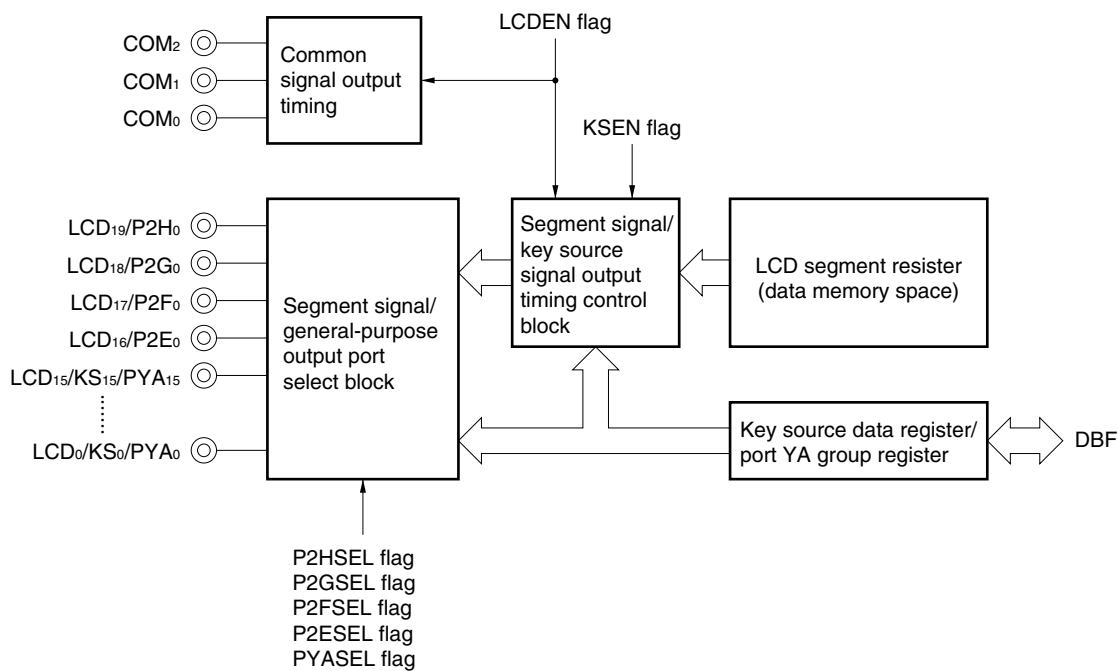 LCDEN flag
COM₂
COM₁
COM₀
Common
signal output
timing
KSEN flag
LCD₁₉/P2H₀
LCD₁₈/P2G₀
LCD₁₇/P2F₀
LCD₁₆/P2E₀
LCD₁₅/KS₁₅/PYA₁₅
LCD₀/KS₀/PYA₀
Segment signal/
general-purpose
output port
select block
Segment signal/
key source
signal output
timing control
block
LCD segment resister
(data memory space)
Key source data register/
port YA group register
DBF
P2HSEL flag
P2GSEL flag
P2FSEL flag
P2ESEL flag
PYASEL flag